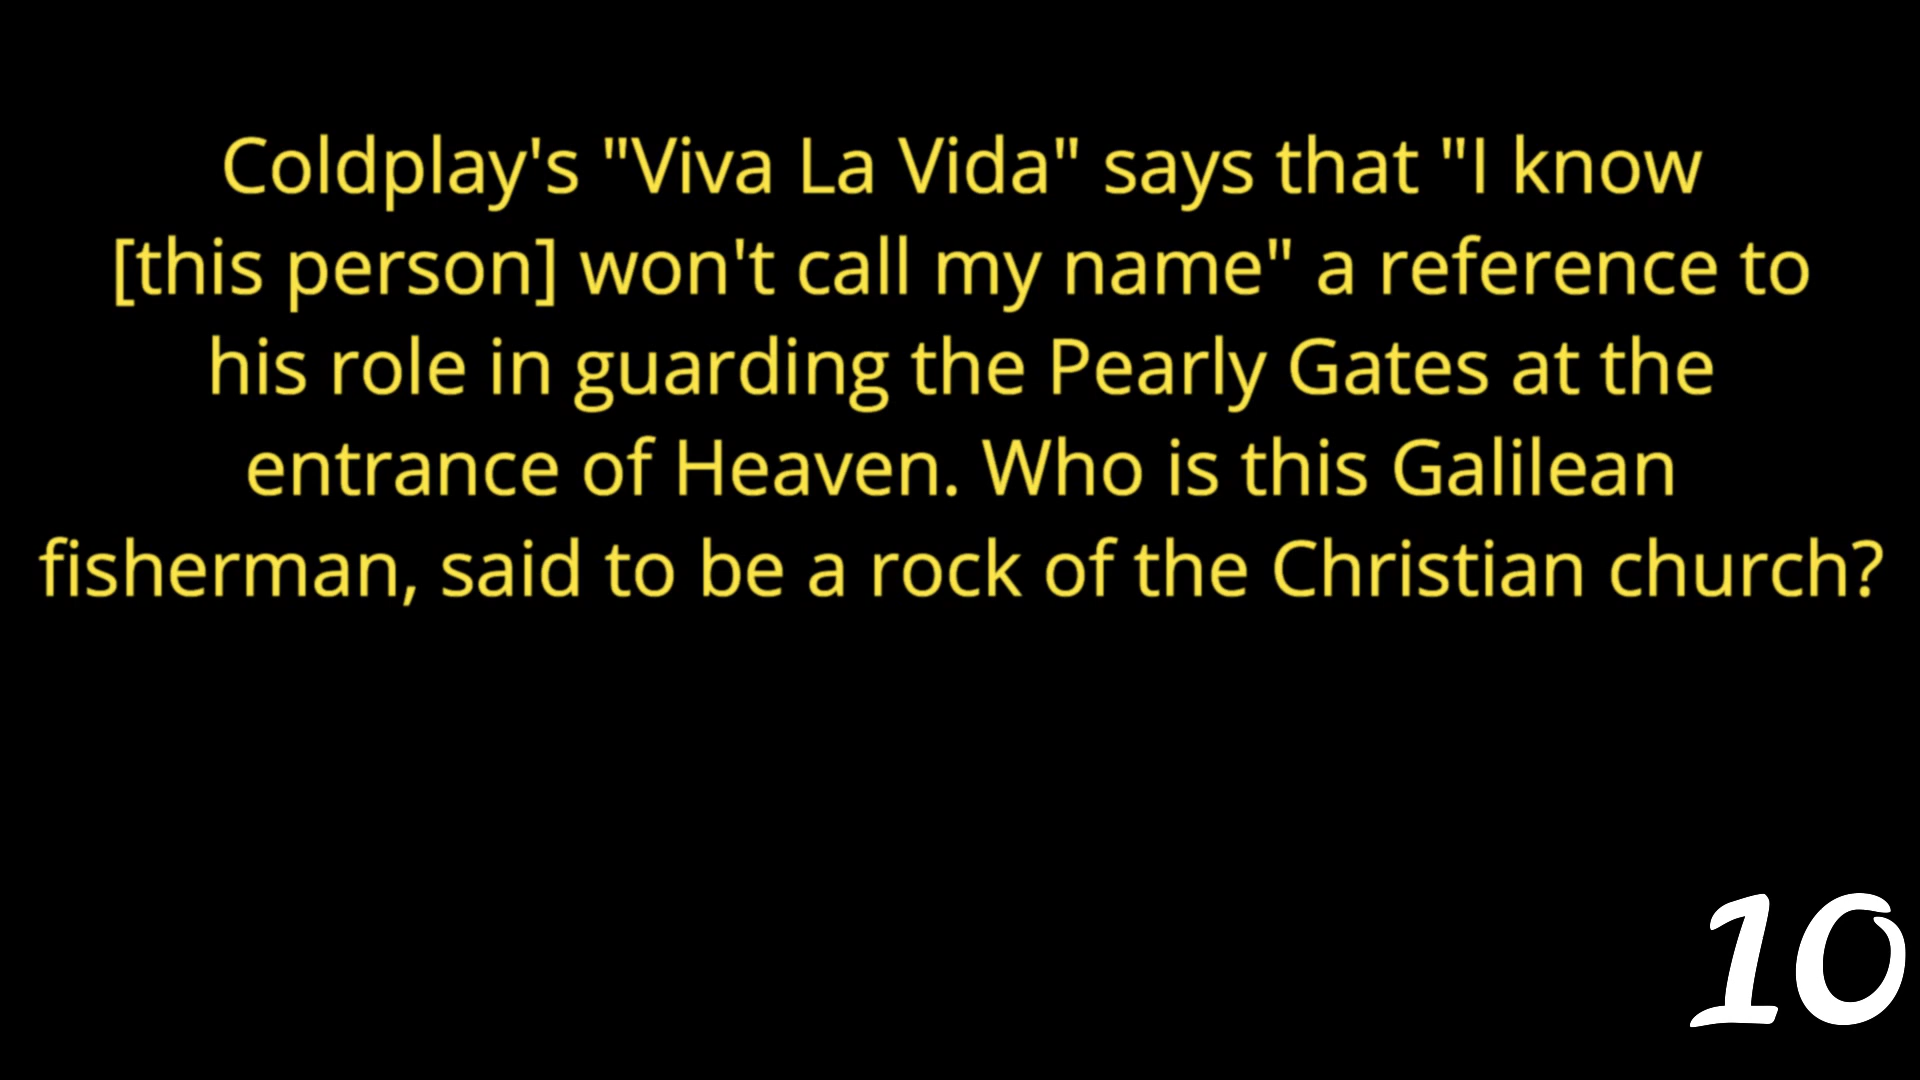 Coldplay's "Viva La Vida" says that "I know
[this person] won't call my name" a reference to
his role in guarding the Pearly Gates at the
entrance of Heaven. Who is this Galilean
fisherman, said to be a rock of the Christian church?
10